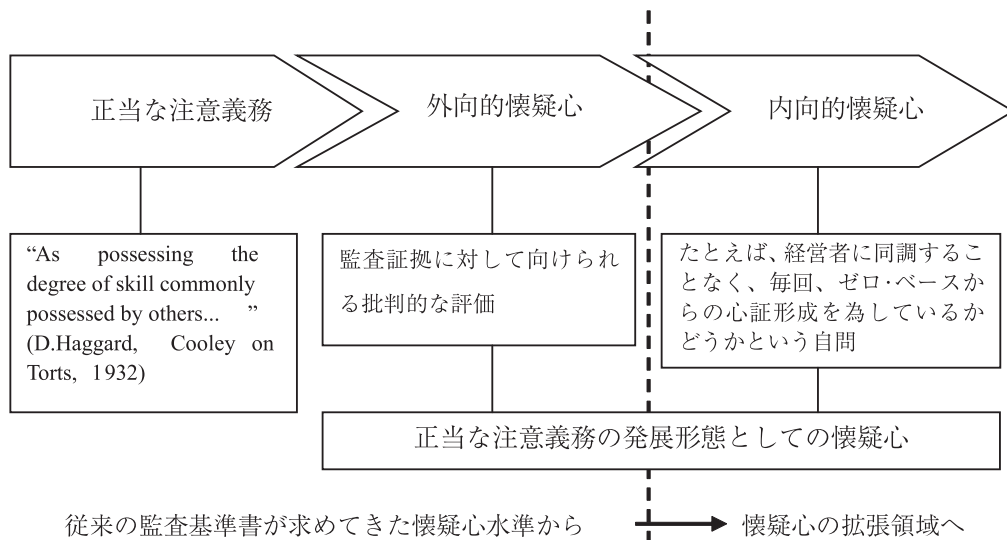 正当な注意義務
外向的懐疑心
内向的懐疑心
“As possessing the
degree of skill commonly
possessed by others... ”
(D.Haggard, Cooley on
Torts, 1932)
監査証拠に対して向けられ
る批判的な評価
たとえば、経営者に同調するこ
となく、毎回、ゼロ・ベースか
らの心証形成を為しているか
どうかという自問
正当な注意義務の発展形態としての懐疑心
従来の監査基準書が求めてきた懐疑心水準から
懐疑心の拡張領域へ